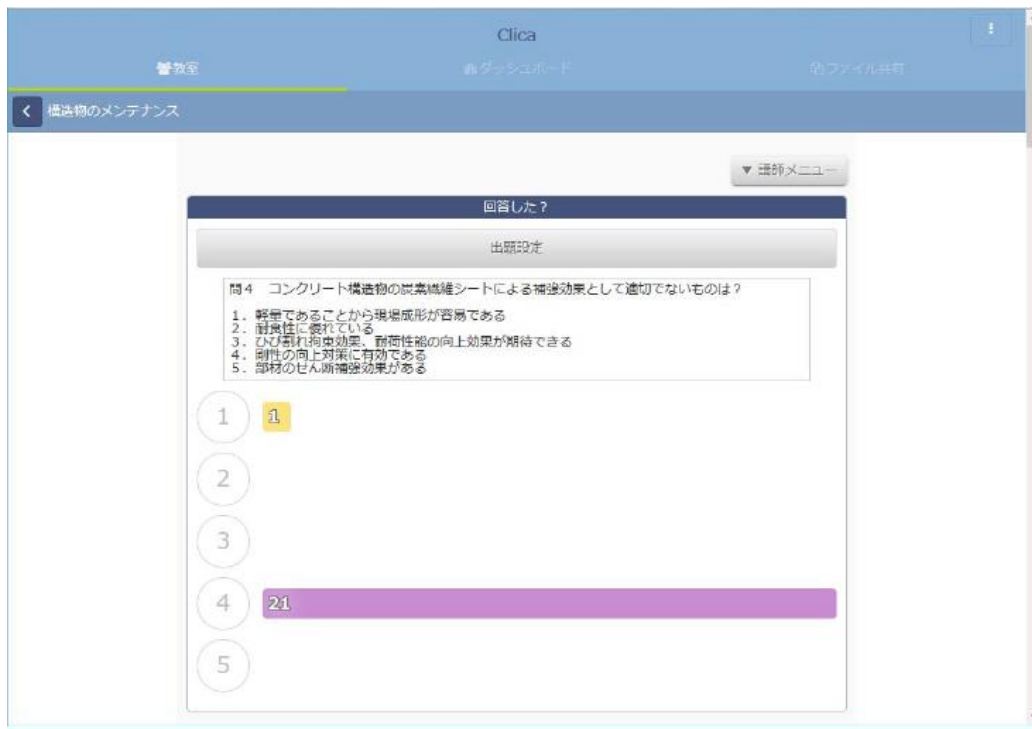 Clica
教室
ダッシュボード
ファイル共有
構造物のメンテナンス
▼ 講師メニュー
回答した？
出題設定
問４　コンクリート構造物の炭素繊維シートによる補強効果として適切でないものは？
１．軽量であることから現場成形が容易である
２．耐食性に優れている
３．ひび割れ拘束効果、耐荷性能の向上効果が期待できる
４．剛性の向上対策に有効である
５．部材のせん断補強効果がある
1 1
2
3
4 21
5